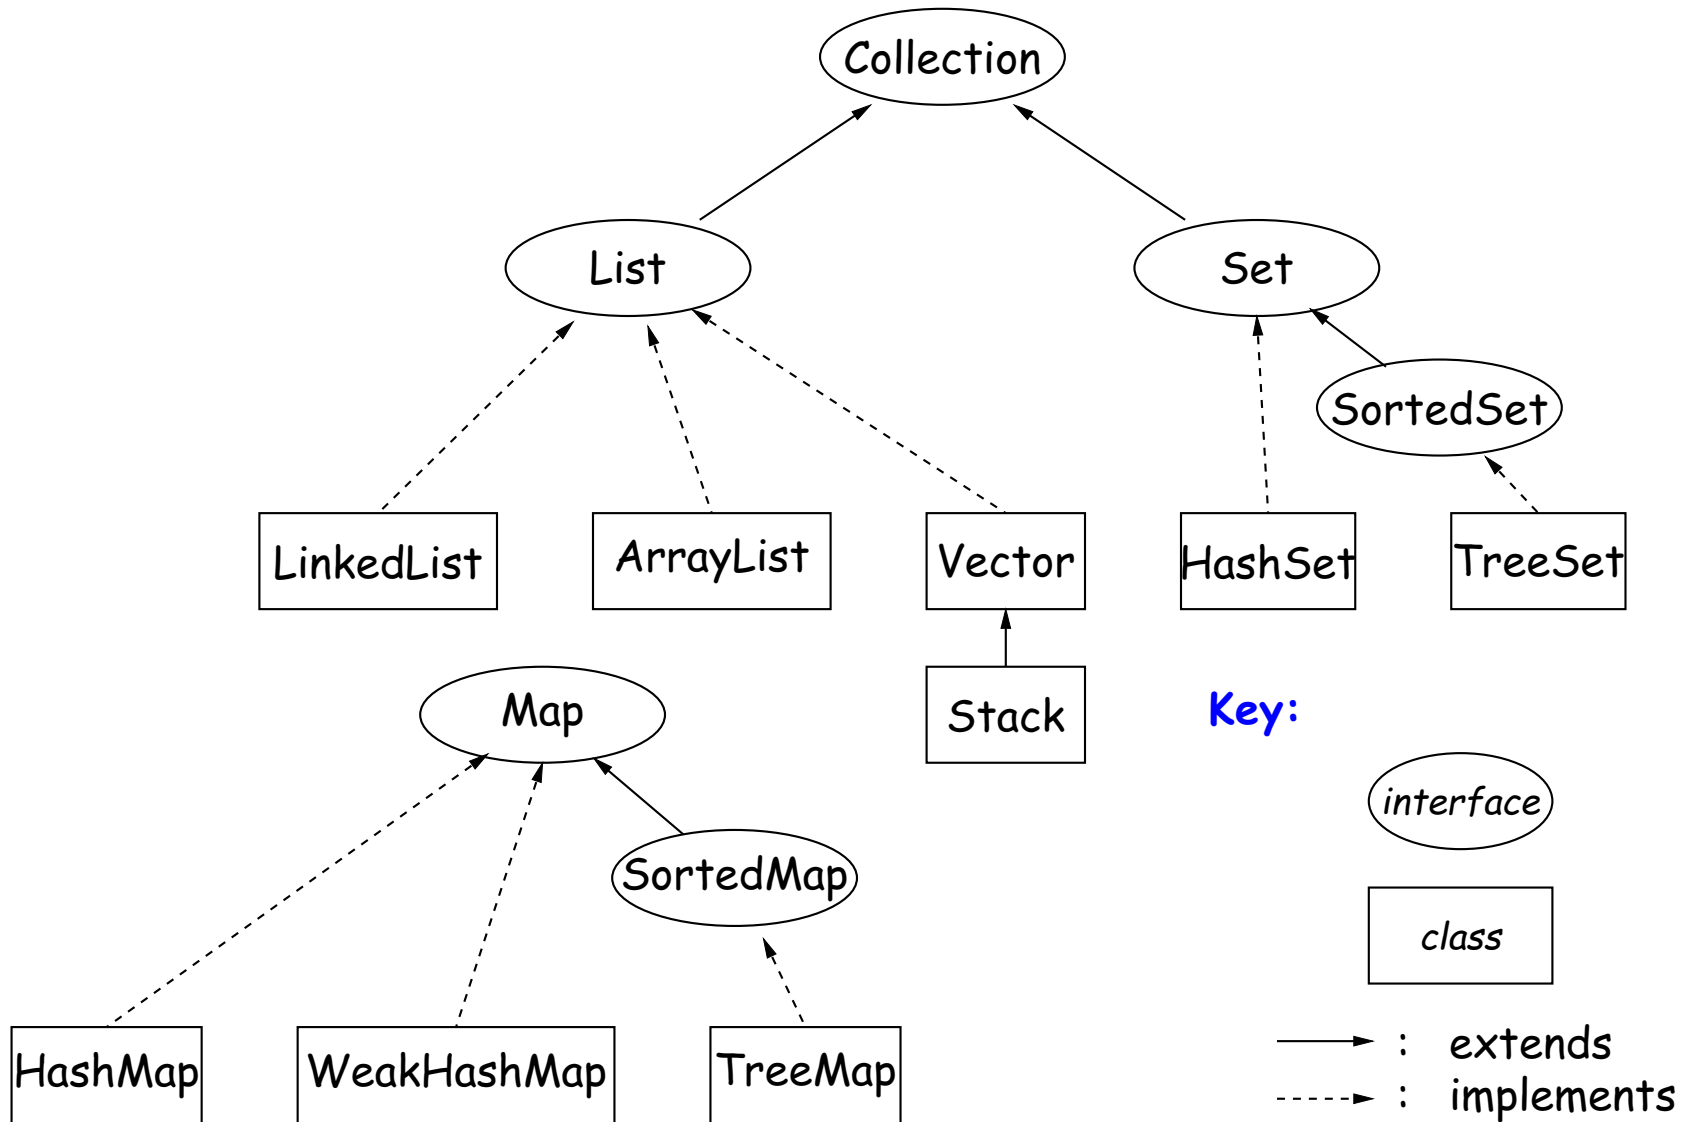 Collection
List
Set
SortedSet
LinkedList
ArrayList
Vector
HashSet
TreeSet
Map
Stack
Key:
interface
SortedMap
class
HashMap
WeakHashMap
TreeMap
: extends
: implements